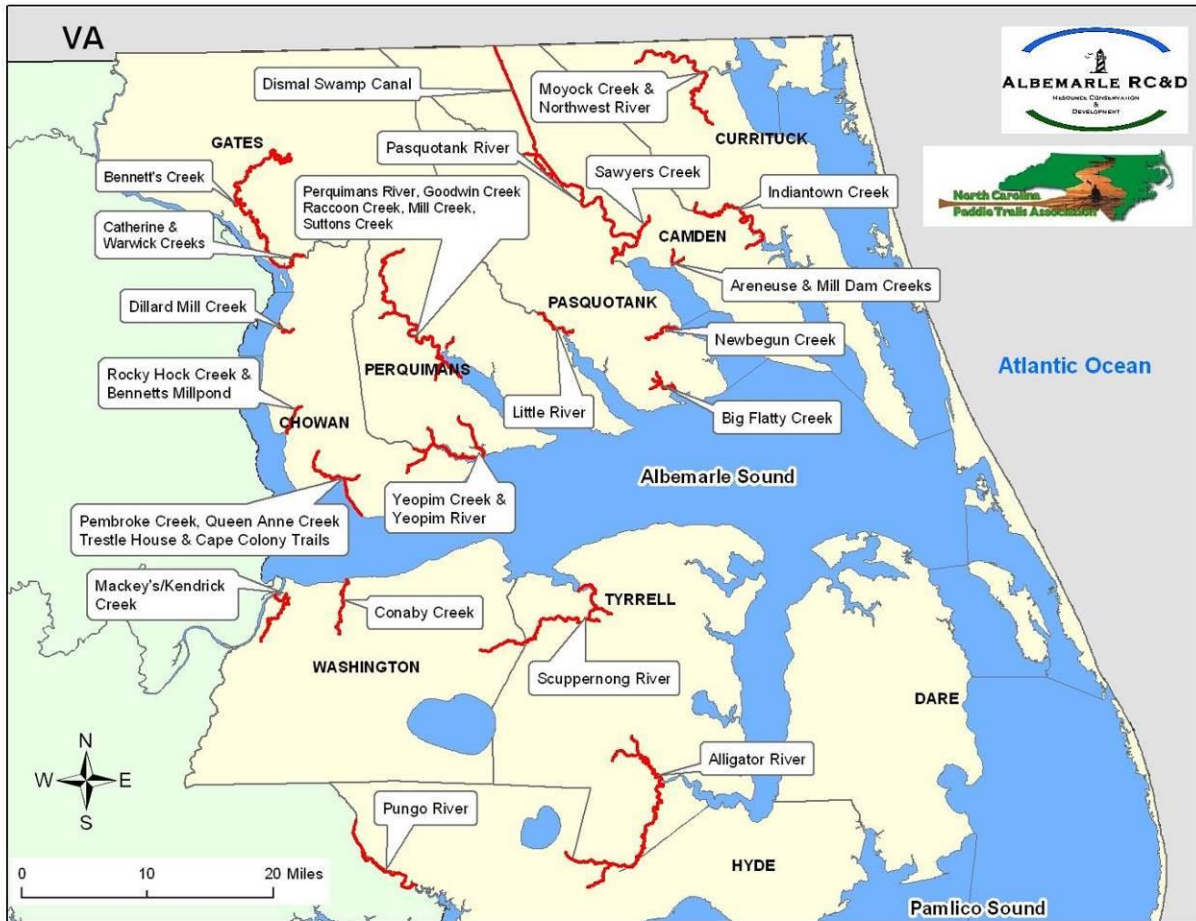 VA
Dismal Swamp Canal
Moyock Creek &
Northwest River
ALBEMARLE RC&D
RESOURCE CONSERVATION
&
DEVELOPMENT
GATES
CURRITUCK
Pasquotank River
Sawyers Creek
Bennett's Creek
Perquimans River, Goodwin Creek
Raccoon Creek, Mill Creek,
Suttons Creek
Indiantown Creek
North Carolina
Paddle Trails Association
Catherine &
Warwick Creeks
CAMDEN
Areneuse & Mill Dam Creeks
Dillard Mill Creek
PASQUOTANK
Newbegun Creek
Atlantic Ocean
Rocky Hock Creek &
Bennetts Millpond
PERQUIMANS
Little River
Big Flatty Creek
CHOWAN
Albemarle Sound
Yeopim Creek &
Yeopim River
Pembroke Creek, Queen Anne Creek
Trestle House & Cape Colony Trails
Mackey's/Kendrick
Creek
Conaby Creek
TYRRELL
WASHINGTON
Scuppernong River
DARE
N
W E
S
Alligator River
Pungo River
0 10 20 Miles
HYDE
Pamlico Sound